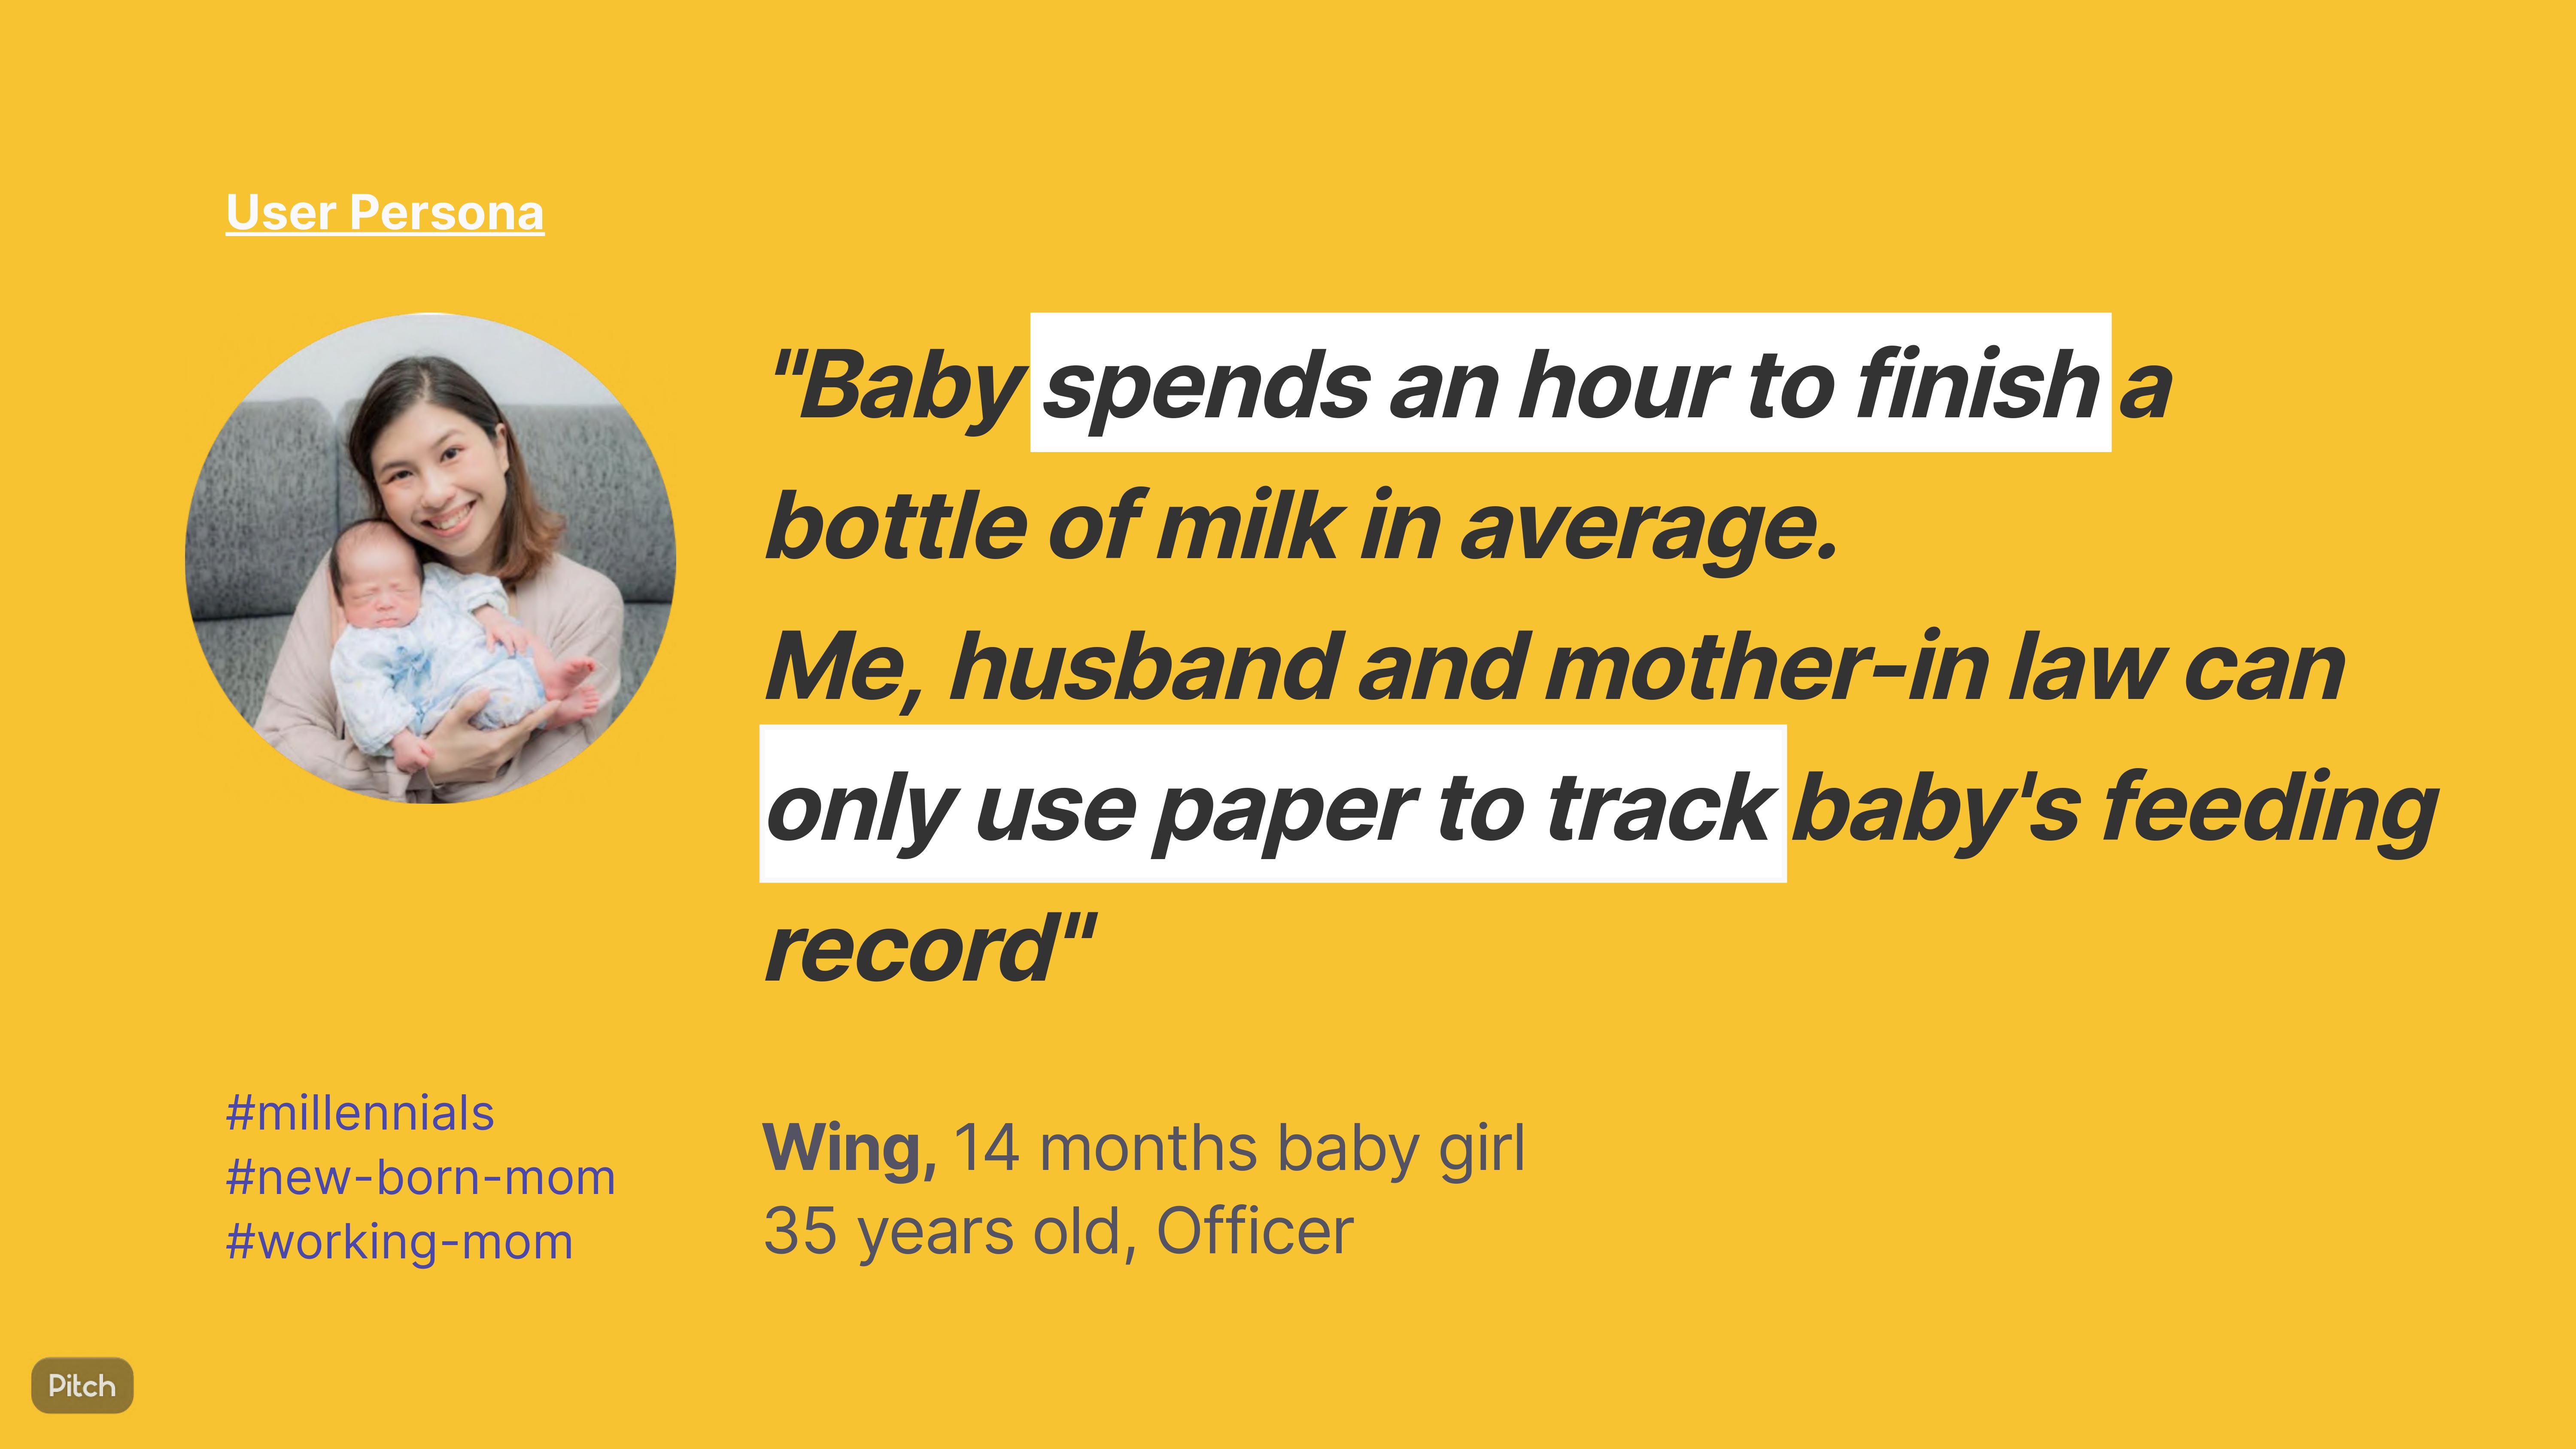 User Persona
"Baby spends an hour to finish a
bottle of milk in average.
Me, husband and mother-in law can
only use paper to track baby's feeding
record"
#millennials
#new-born-mom
#working-mom
Wing, 14 months baby girl
35 years old, Officer
Pitch